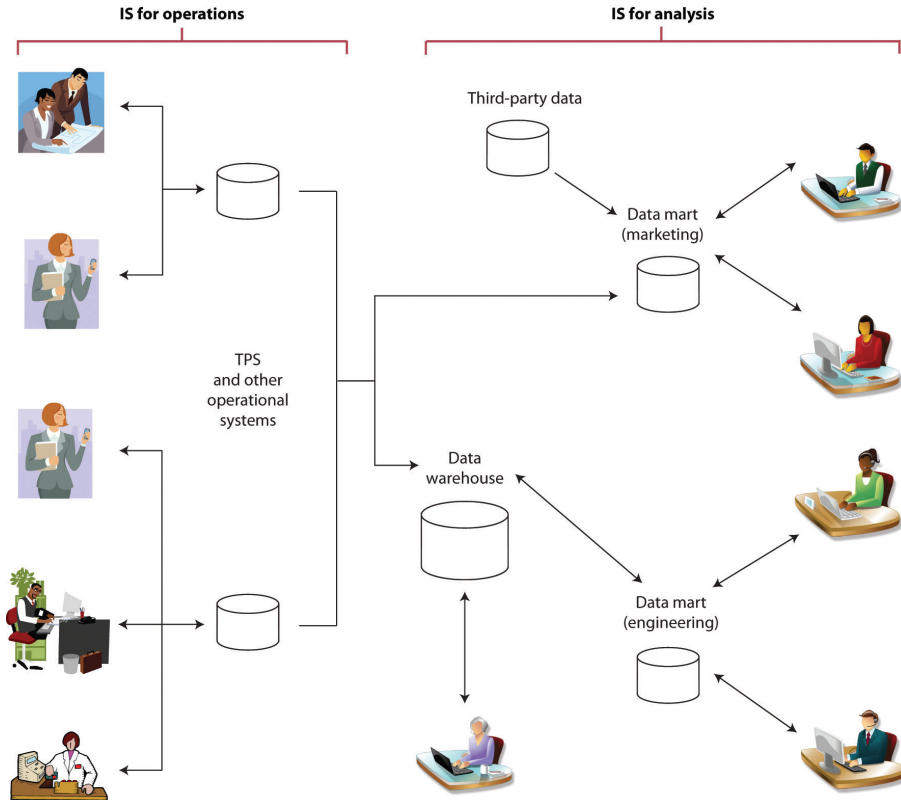 IS for operations
IS for analysis
Third-party data
Data mart
(marketing)
TPS
and other
operational
systems
Data
warehouse
Data mart
(engineering)